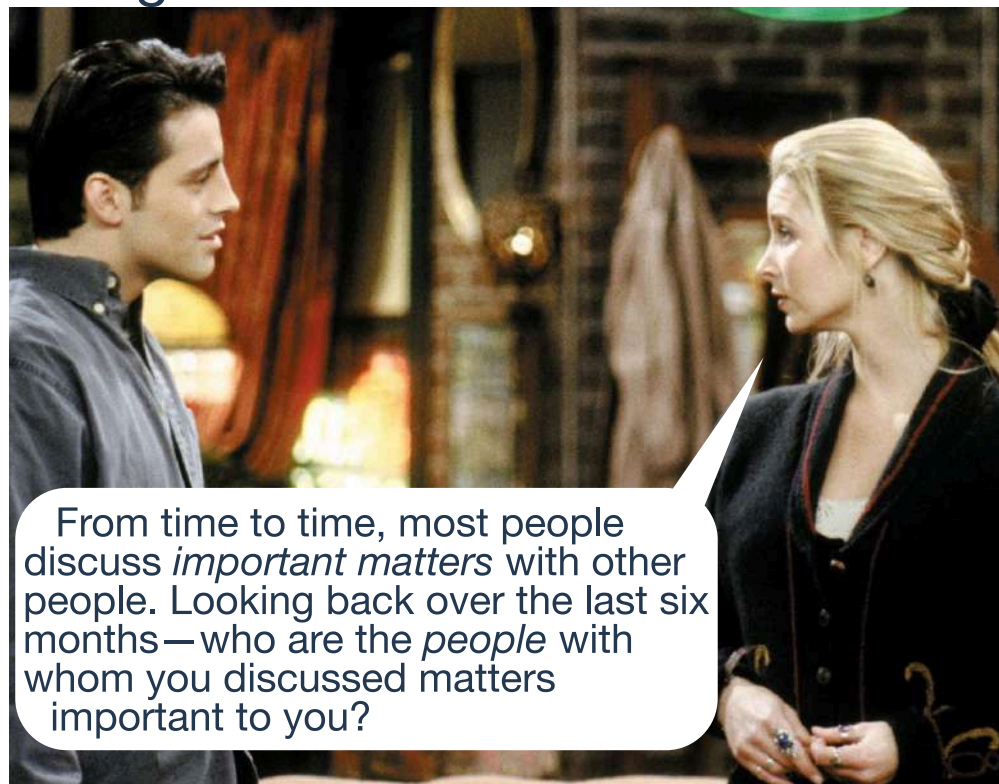 From time to time, most people
discuss important matters with other
people. Looking back over the last six
months—who are the people with
whom you discussed matters
important to you?